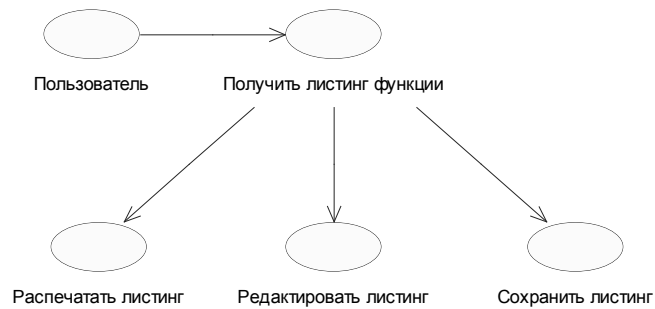 Пользователь
Получить листинг функции
Распечатать листинг
Редактировать листинг
Сохранить листинг